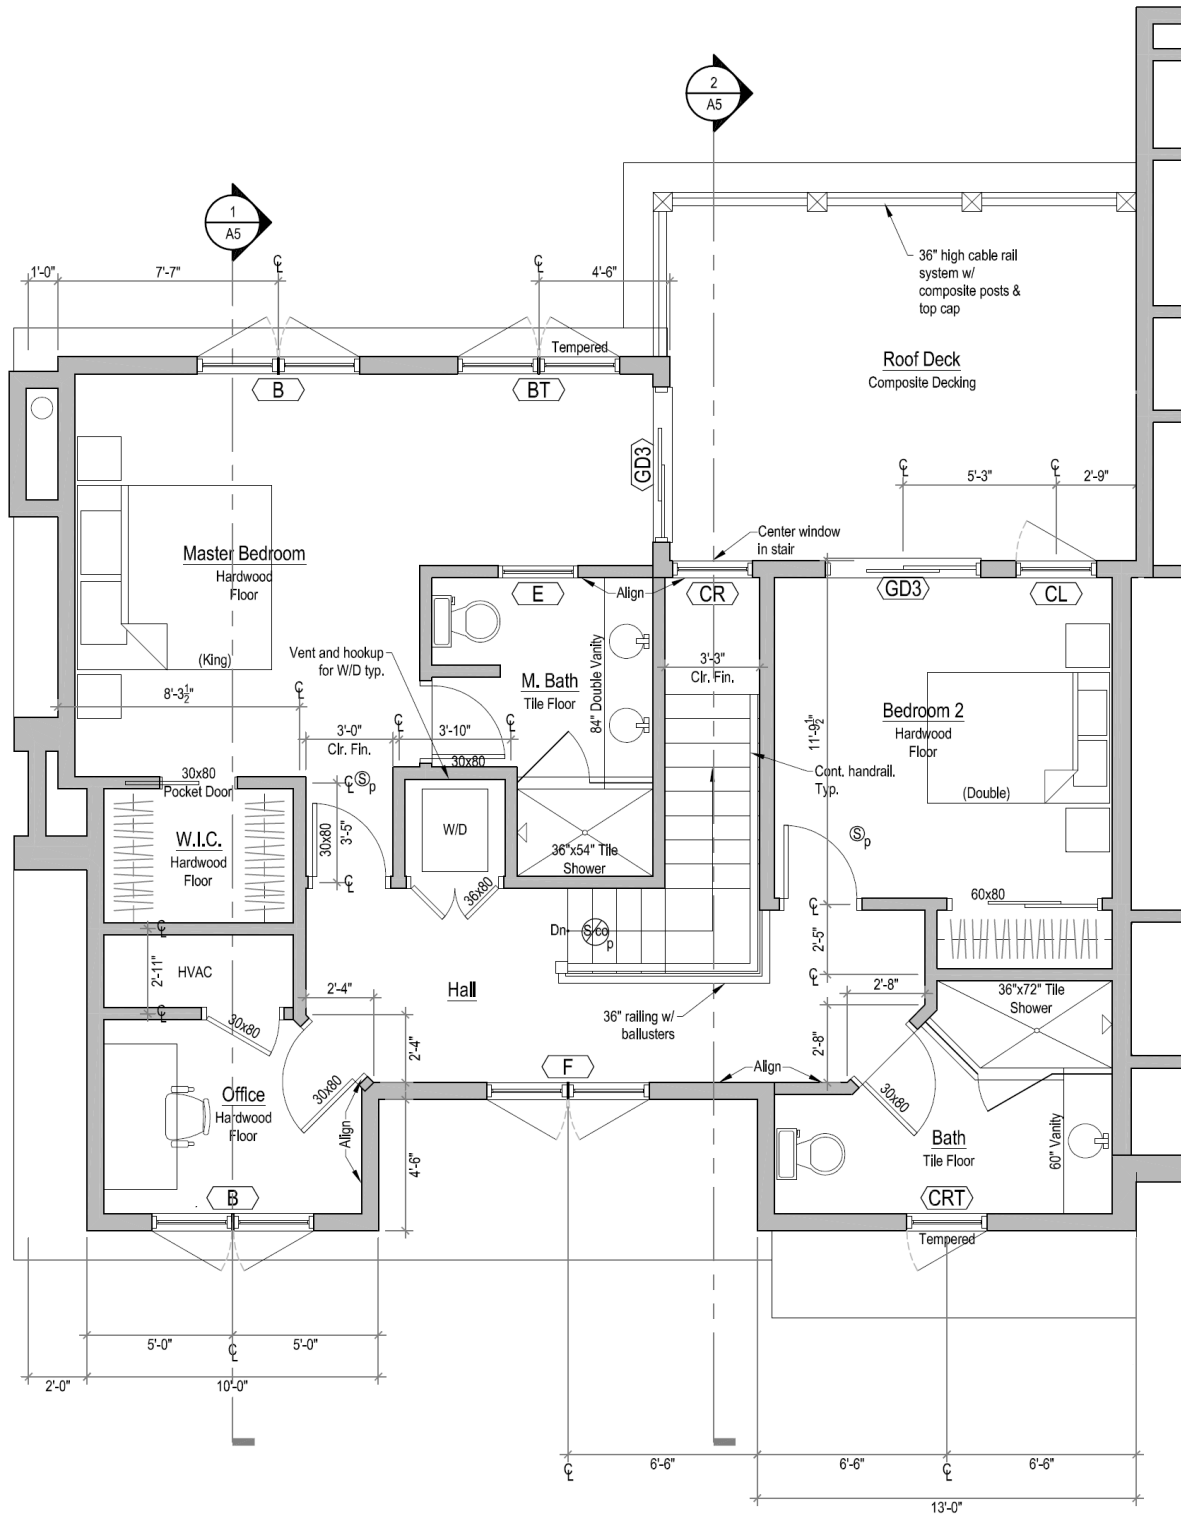 2
A5
1
A5
36" high cable rail
system w/
composite posts &
top cap
1'-0"
7'-7"
℄
℄
4'-6"
Tempered
B
BT
Roof Deck
Composite Decking
GD3
℄
5'-3"
℄
2'-9"
Center window
in stair
Master Bedroom
Hardwood
Floor
(King)
E
Align
CR
GD3
CL
84" Double Vanity
Vent and hookup
for W/D typ.
M. Bath
Tile Floor
3'-3"
Clr. Fin.
11'-9½"
Bedroom 2
Hardwood
Floor
(Double)
8'-3½"
℄
3'-0"
Clr. Fin.
℄
3'-10"
℄
30x80
Cont. handrail.
Typ.
30x80
Pocket Door
℄
S
p
W.I.C.
Hardwood
Floor
30x80
3'-5"
℄
W/D
36"x54" Tile
Shower
36x80
S
p
60x80
℄
2'-5"
℄
Dn
S/co
p
℄
2'-11"
℄
HVAC
30x80
2'-4"
Hall
36" railing w/
ballusters
2'-8"
2'-8"
36"x72" Tile
Shower
2'-4"
F
Align
30x80
Office
Hardwood
Floor
30x80
Align
4'-6"
Bath
Tile Floor
60" Vanity
B
CRT
Tempered
5'-0"
℄
5'-0"
2'-0"
10'-0"
℄
6'-6"
6'-6"
℄
6'-6"
13'-0"